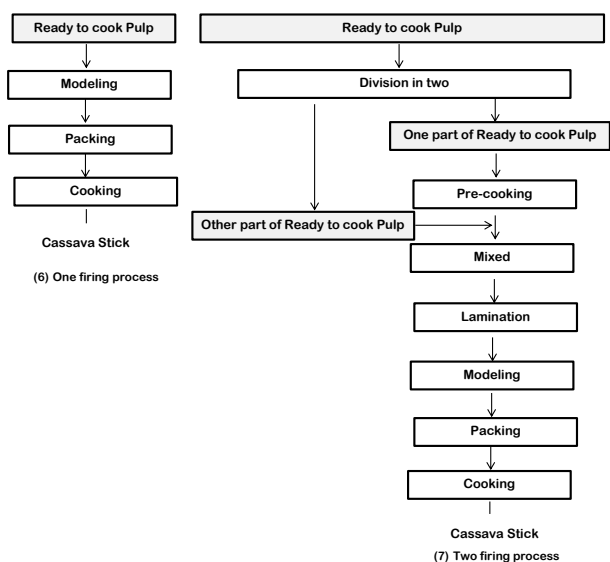 Ready to cook Pulp
Modeling
Packing
Cooking
Cassava Stick
(6) One firing process
Ready to cook Pulp
Division in two
One part of Ready to cook Pulp
Pre-cooking
Other part of Ready to cook Pulp
Mixed
Lamination
Modeling
Packing
Cooking
Cassava Stick
(7) Two firing process